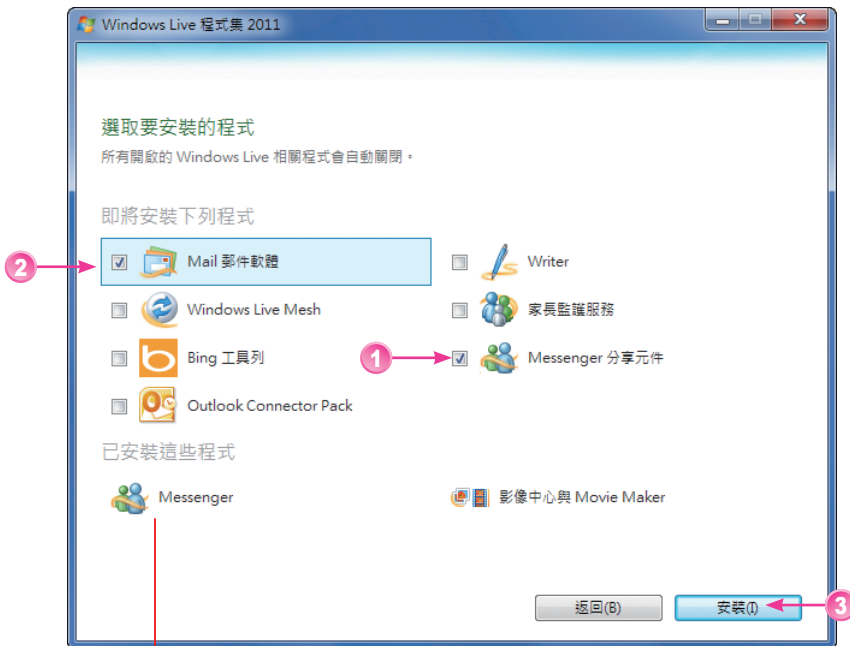 Windows Live 程式集 2011
選取要安裝的程式
所有開啟的 Windows Live 相關程式會自動關閉。
即將安裝下列程式
2
Mail 郵件軟體
Writer
Windows Live Mesh
家長監護服務
Bing 工具列
1
Messenger 分享元件
Outlook Connector Pack
已安裝這些程式
Messenger
影像中心與 Movie Maker
返回(B)
安裝(I)
3